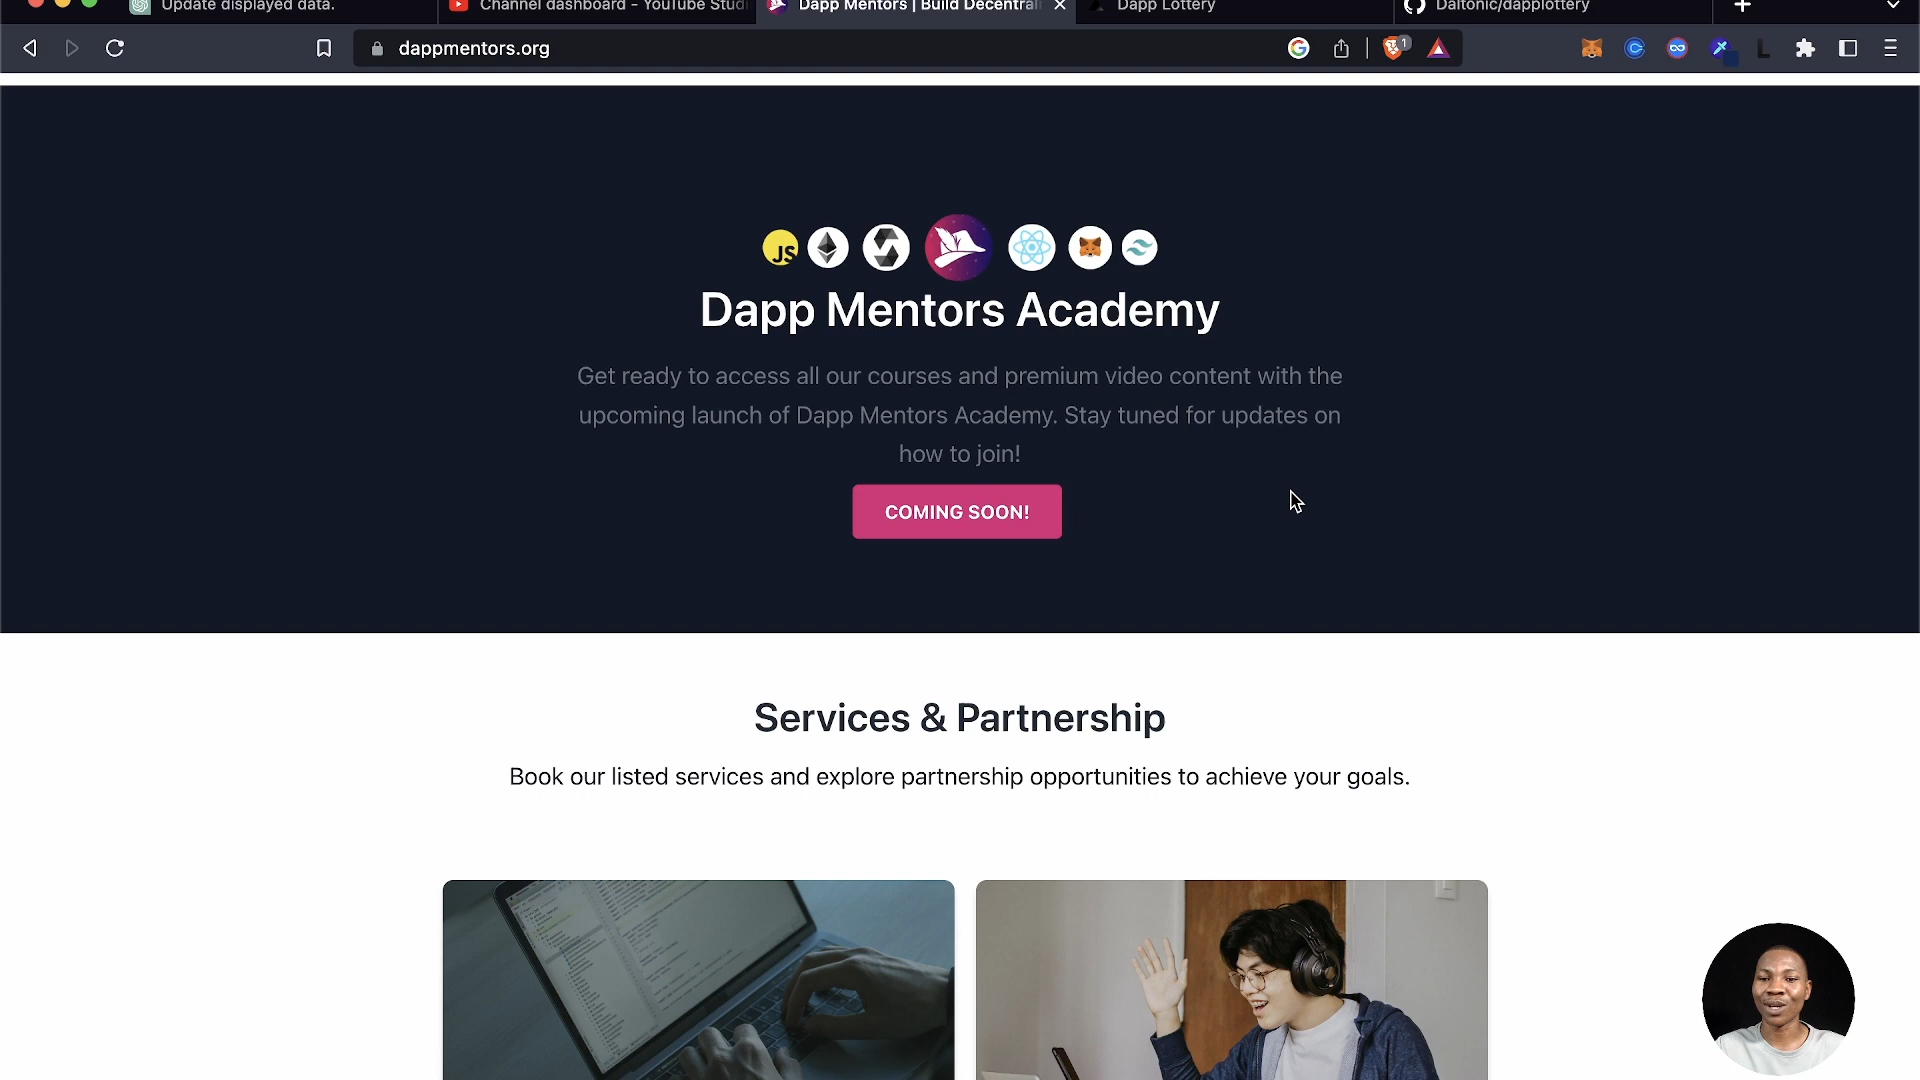 Update displayed data.
Channel dashboard - YouTube Studi
Dapp Mentors | Build Decentral
Dapp Lottery
Daltonic/dapplottery
dappmentors.org
1
JS
Dapp Mentors Academy
Get ready to access all our courses and premium video content with the
upcoming launch of Dapp Mentors Academy. Stay tuned for updates on
how to join!
COMING SOON!
Services & Partnership
Book our listed services and explore partnership opportunities to achieve your goals.